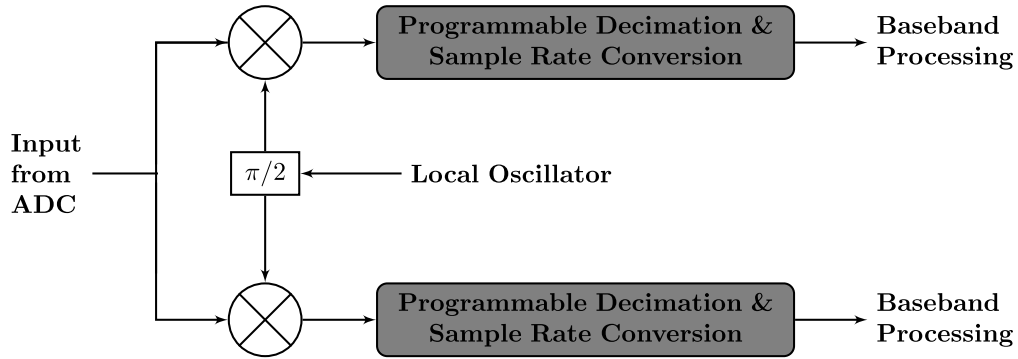 Programmable Decimation &
Sample Rate Conversion
Baseband
Processing
Input
from
ADC
π/2
Local Oscillator
Programmable Decimation &
Sample Rate Conversion
Baseband
Processing